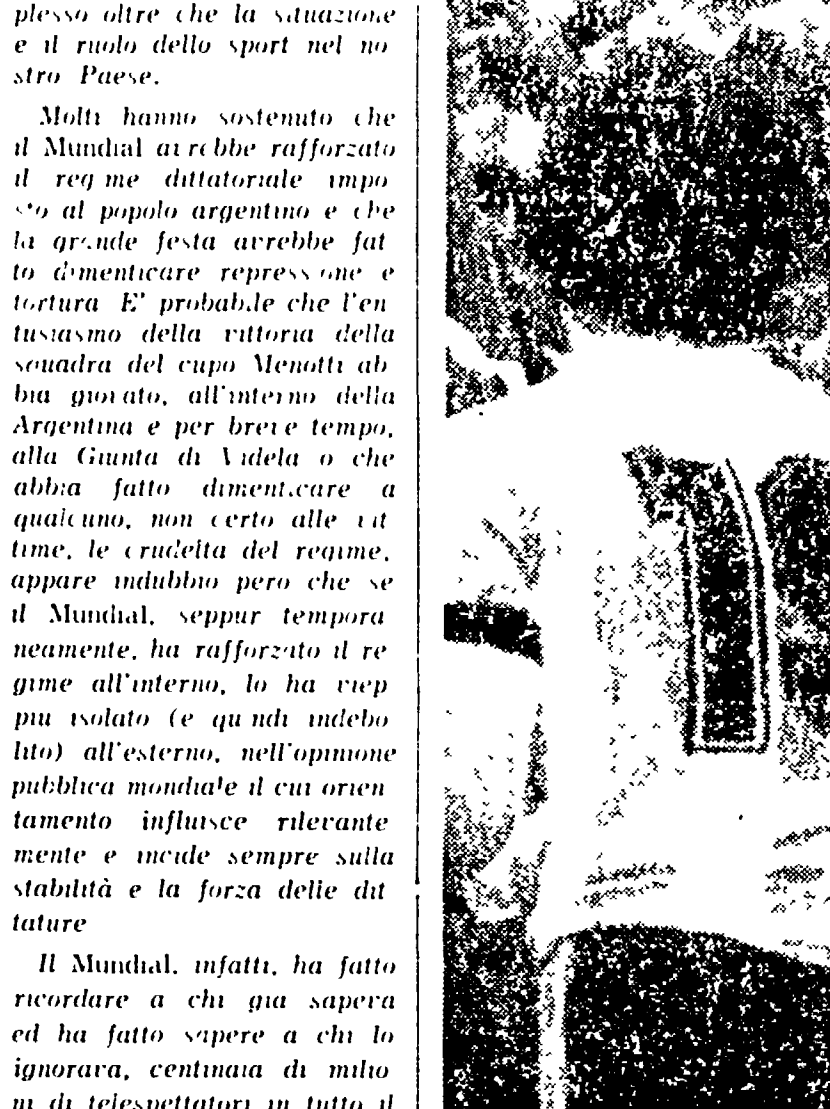 plesso oltre che la situazione
e il ruolo dello sport nel no
stro Paese.
Molti hanno sostenuto che
il Mundial avrebbe rafforzato
il regime dittatoriale impo
sto al popolo argentino e che
la grande festa avrebbe fat
to dimenticare repressione e
tortura E' probabile che l'en
tusiasmo della vittoria della
squadra del cupo Menotti ab
bia giovato, all'interno della
Argentina e per breve tempo,
alla Giunta di Videla o che
abbia fatto dimenticare a
qualcuno, non certo alle vit
time, le crudelta del regime,
appare indubbio pero che se
il Mundial, seppur tempora
neamente, ha rafforzato il re
gime all'interno, lo ha viep
piu isolato (e quindi indebo
lito) all'esterno, nell'opinione
pubblica mondiale il cui orien
tamento influisce rilevante
mente e incide sempre sulla
stabilità e la forza delle dit
tature
Il Mundial, infatti, ha fatto
ricordare a chi gia sapeva
ed ha fatto sapere a chi lo
ignorava, centinaia di milio
ni di telespettatori in tutto il